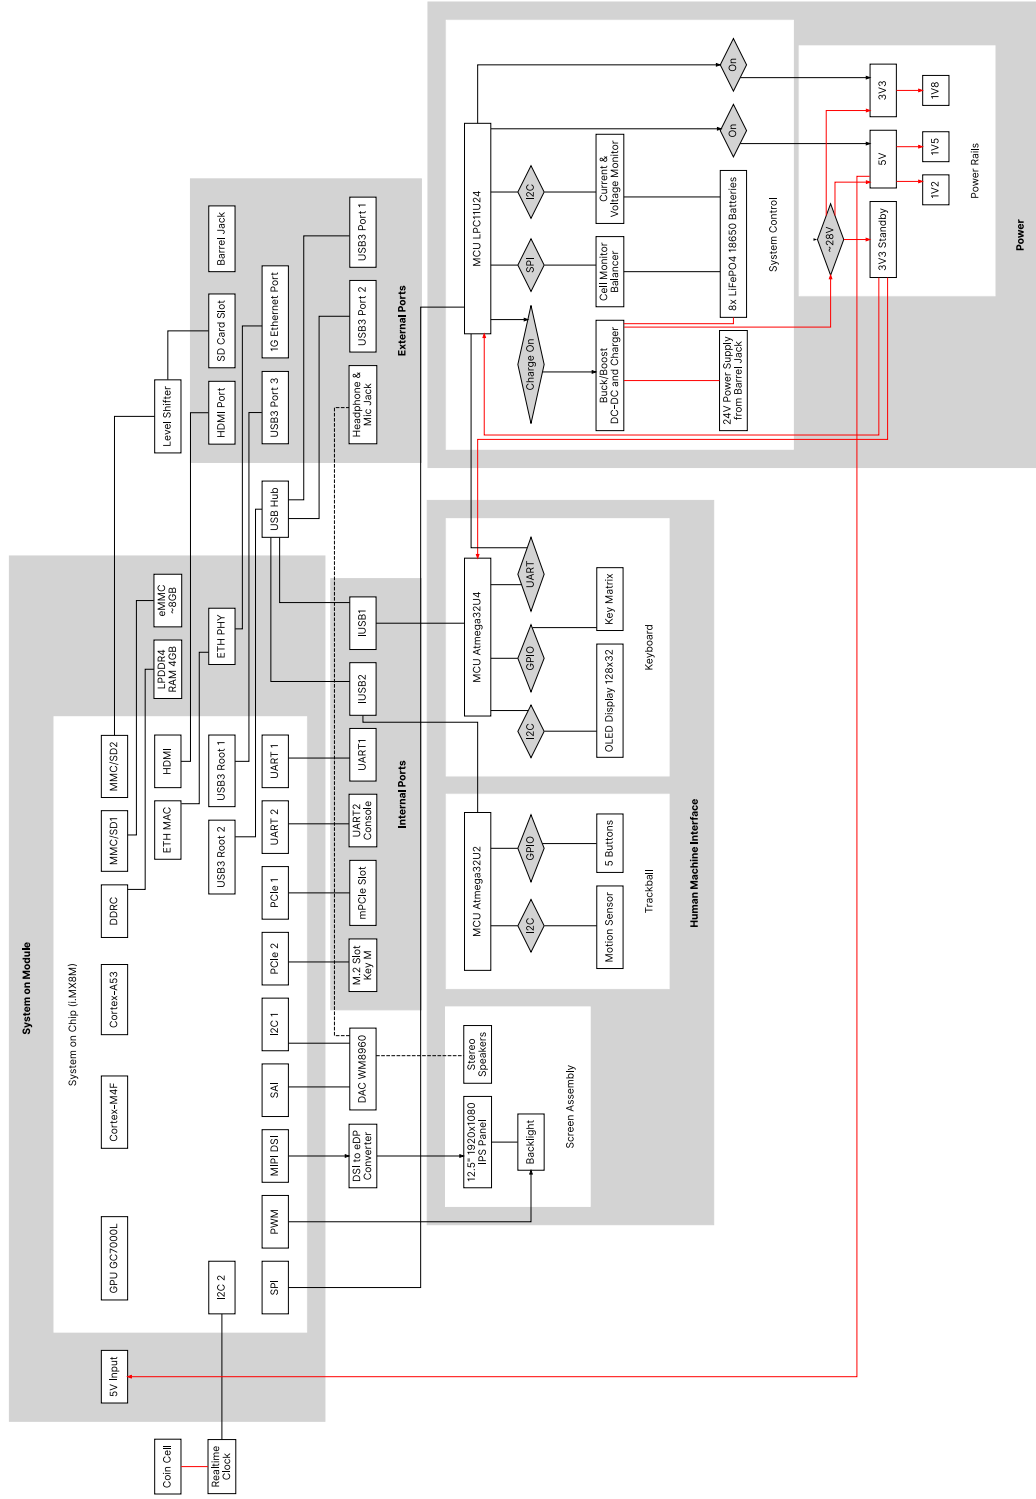 System on Module
System on Chip (i.MX8M)
5V Input
GPU GC7000L
Cortex-M4F
Cortex-A53
DDRC
MMC/SD1
MMC/SD2
Level Shifter
Coin Cell
ETH MAC
HDMI
LPDDR4
RAM 4GB
eMMC
~8GB
Realtime
Clock
I2C 2
USB3 Root 2
USB3 Root 1
ETH PHY
HDMI Port
SD Card Slot
Barrel Jack
SPI
PWM
MIPI DSI
SAI
I2C 1
PCIe 2
PCIe 1
UART 2
UART 1
USB Hub
USB3 Port 3
1G Ethernet Port
DSI to eDP
Converter
DAC WM8960
M.2 Slot
Key M
mPCIe Slot
UART2
Console
UART1
IUSB2
IUSB1
Headphone &
Mic Jack
USB3 Port 2
USB3 Port 1
Internal Ports
External Ports
12.5" 1920x1080
IPS Panel
Stereo
Speakers
Backlight
Screen Assembly
MCU Atmega32U2
I2C
GPIO
Motion Sensor
5 Buttons
Trackball
MCU Atmega32U4
I2C
GPIO
UART
OLED Display 128x32
Key Matrix
Keyboard
Human Machine Interface
MCU LPC11U24
Charge On
SPI
I2C
On
On
Buck/Boost
DC-DC and Charger
Cell Monitor
Balancer
Current &
Voltage Monitor
24V Power Supply
from Barrel Jack
8x LiFePO4 18650 Batteries
System Control
~28V
3V3 Standby
5V
3V3
1V2
1V5
1V8
Power Rails
Power